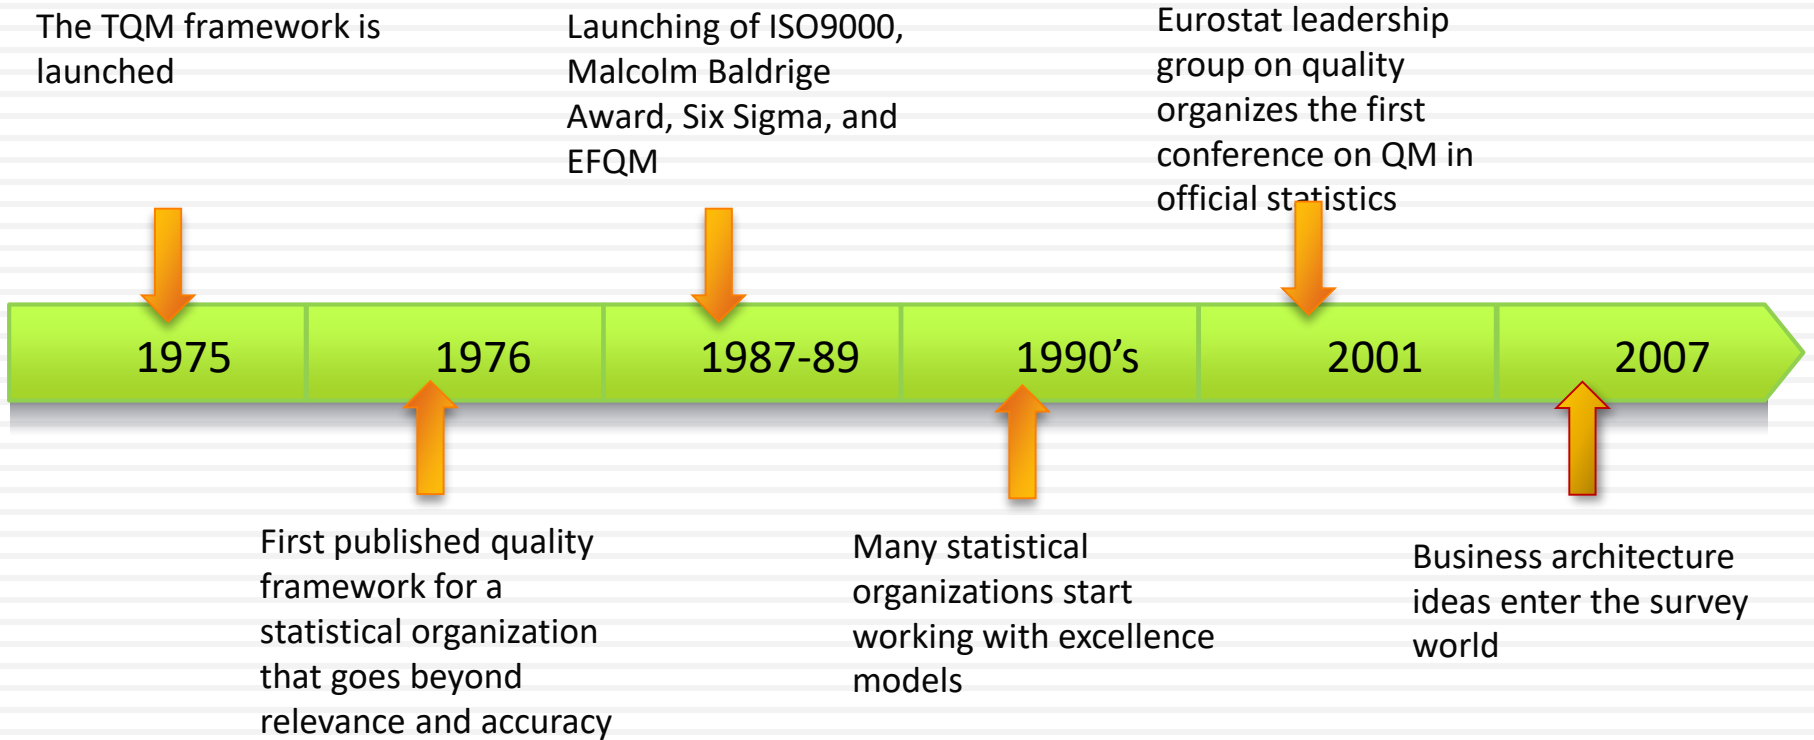 The TQM framework is
launched
Launching of ISO9000,
Malcolm Baldrige
Award, Six Sigma, and
EFQM
Eurostat leadership
group on quality
organizes the first
conference on QM in
official statistics
1975
1976
1987-89
1990’s
2001
2007
First published quality
framework for a
statistical organization
that goes beyond
relevance and accuracy
Many statistical
organizations start
working with excellence
models
Business architecture
ideas enter the survey
world